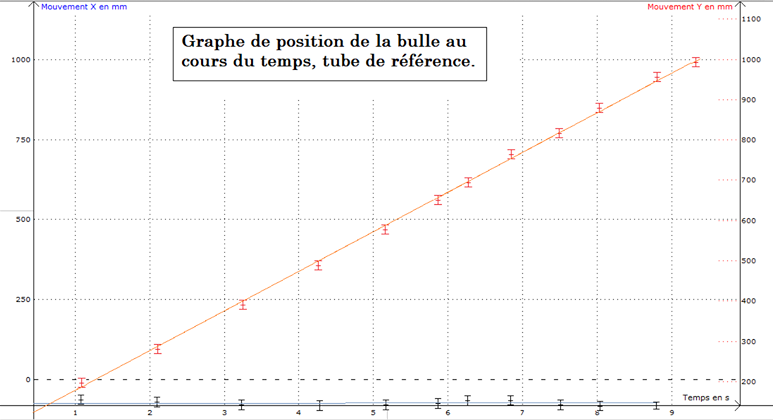 Mouvement X en mm
Mouvement Y en mm
1100
Graphe de position de la bulle au
cours du temps, tube de référence.
1000
1000
900
750
800
700
500
600
500
250
400
300
0
200
Temps en s
1 2 3 4 5 6 7 8 9